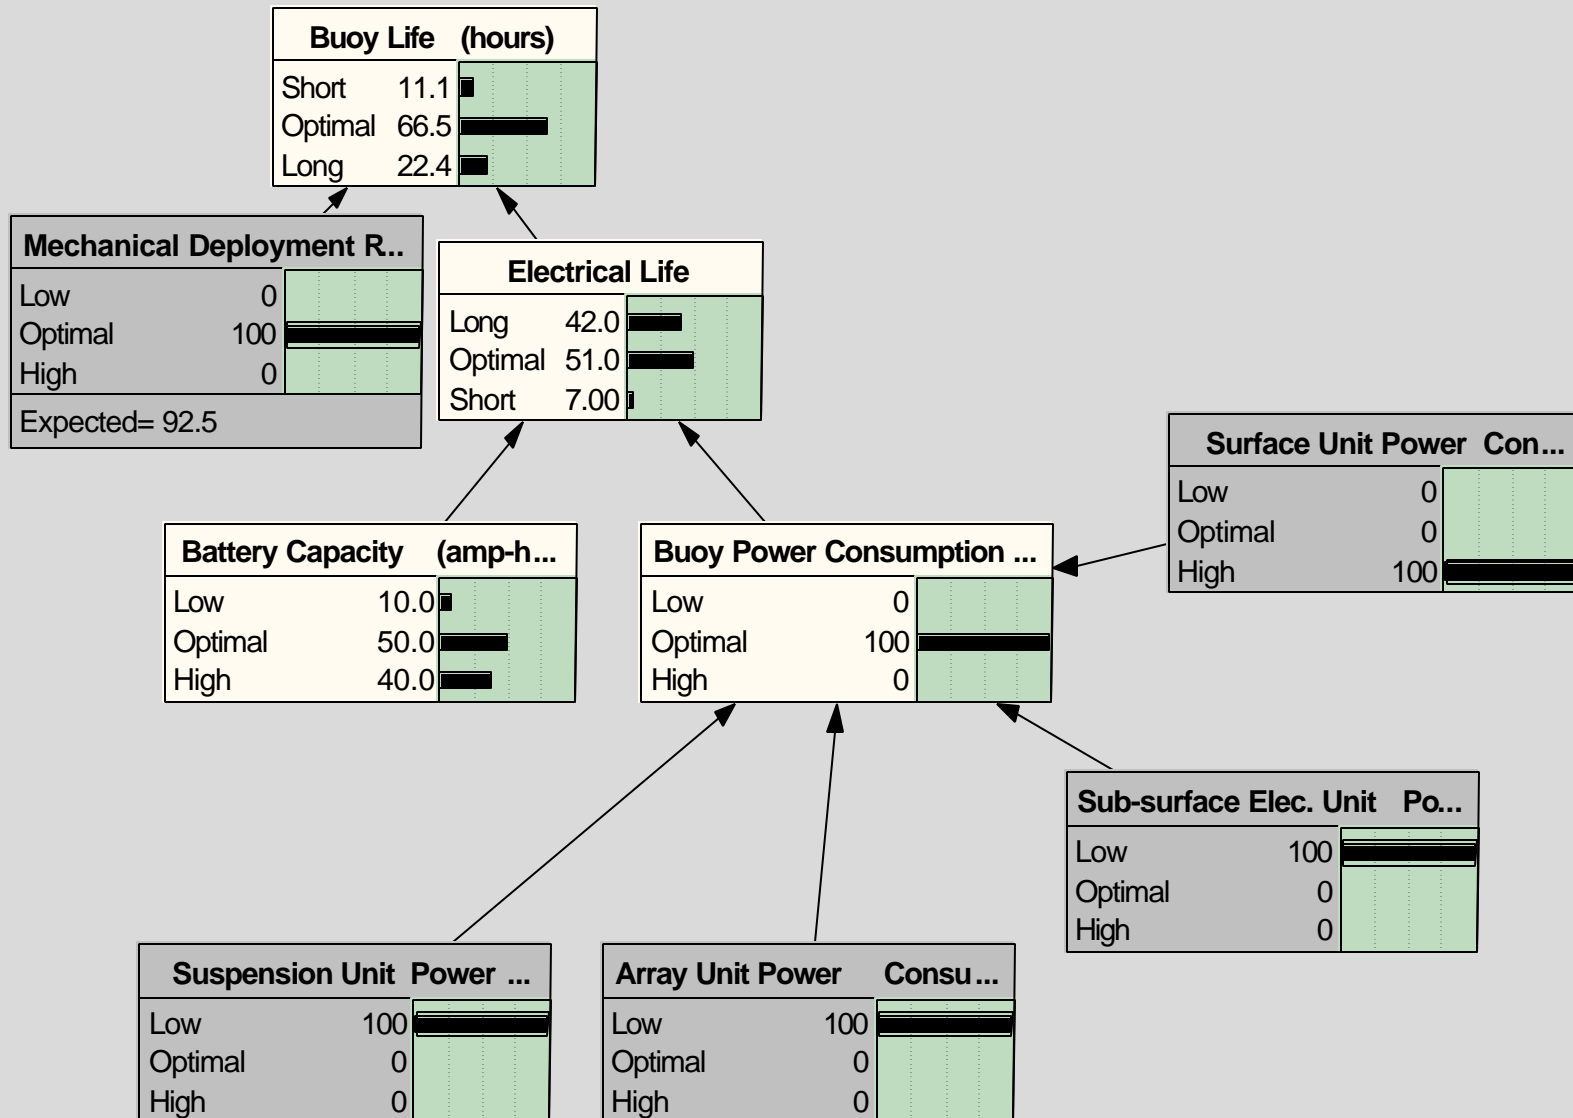 Buoy Life (hours)
Short 11.1
Optimal 66.5
Long 22.4
Mechanical Deployment R...
Low 0
Optimal 100
High 0
Expected= 92.5
Electrical Life
Long 42.0
Optimal 51.0
Short 7.00
Surface Unit Power Con...
Low 0
Optimal 0
High 100
Battery Capacity (amp-h...
Low 10.0
Optimal 50.0
High 40.0
Buoy Power Consumption ...
Low 0
Optimal 100
High 0
Sub-surface Elec. Unit Po...
Low 100
Optimal 0
High 0
Suspension Unit Power ...
Low 100
Optimal 0
High 0
Array Unit Power Consu...
Low 100
Optimal 0
High 0